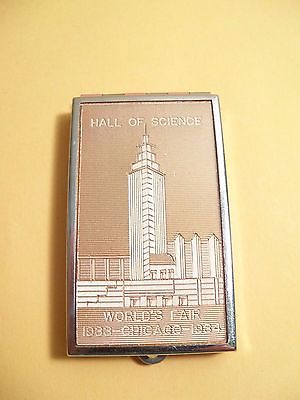 HALL OF SCIENCE
WORLD'S FAIR
1933-CHICAGO-1934